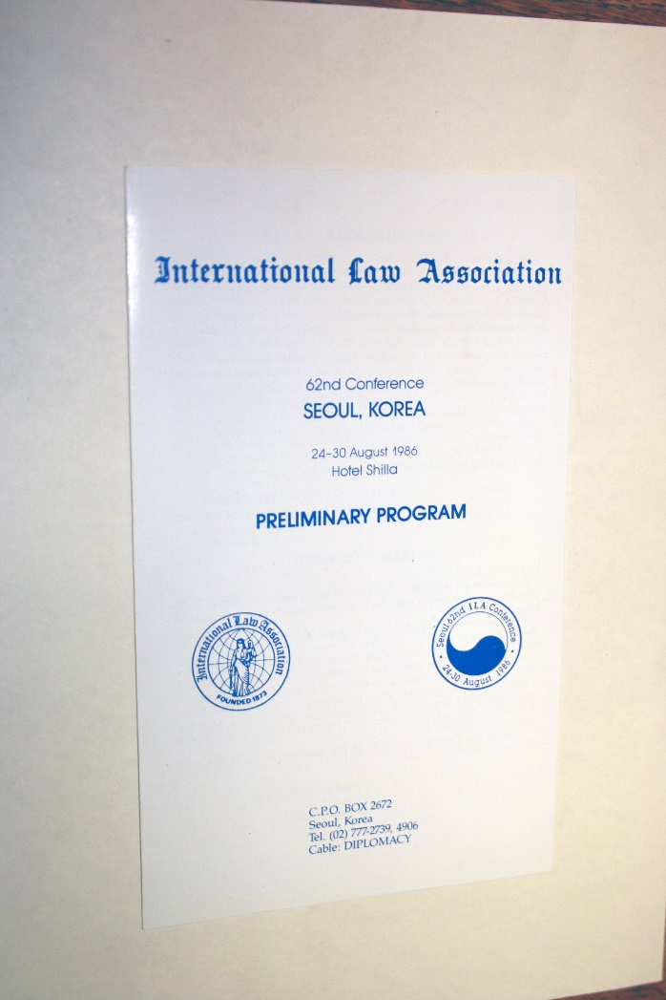 International Law Association
62nd Conference
SEOUL, KOREA
24-30 August 1986
Hotel Shilla
PRELIMINARY PROGRAM
International Law Association
FOUNDED 1873
Seoul 62nd ILA Conference
• 24-30 August 1986 •
C.P.O. BOX 2672
Seoul, Korea
Tel. (02) 777-2739, 4906
Cable: DIPLOMACY